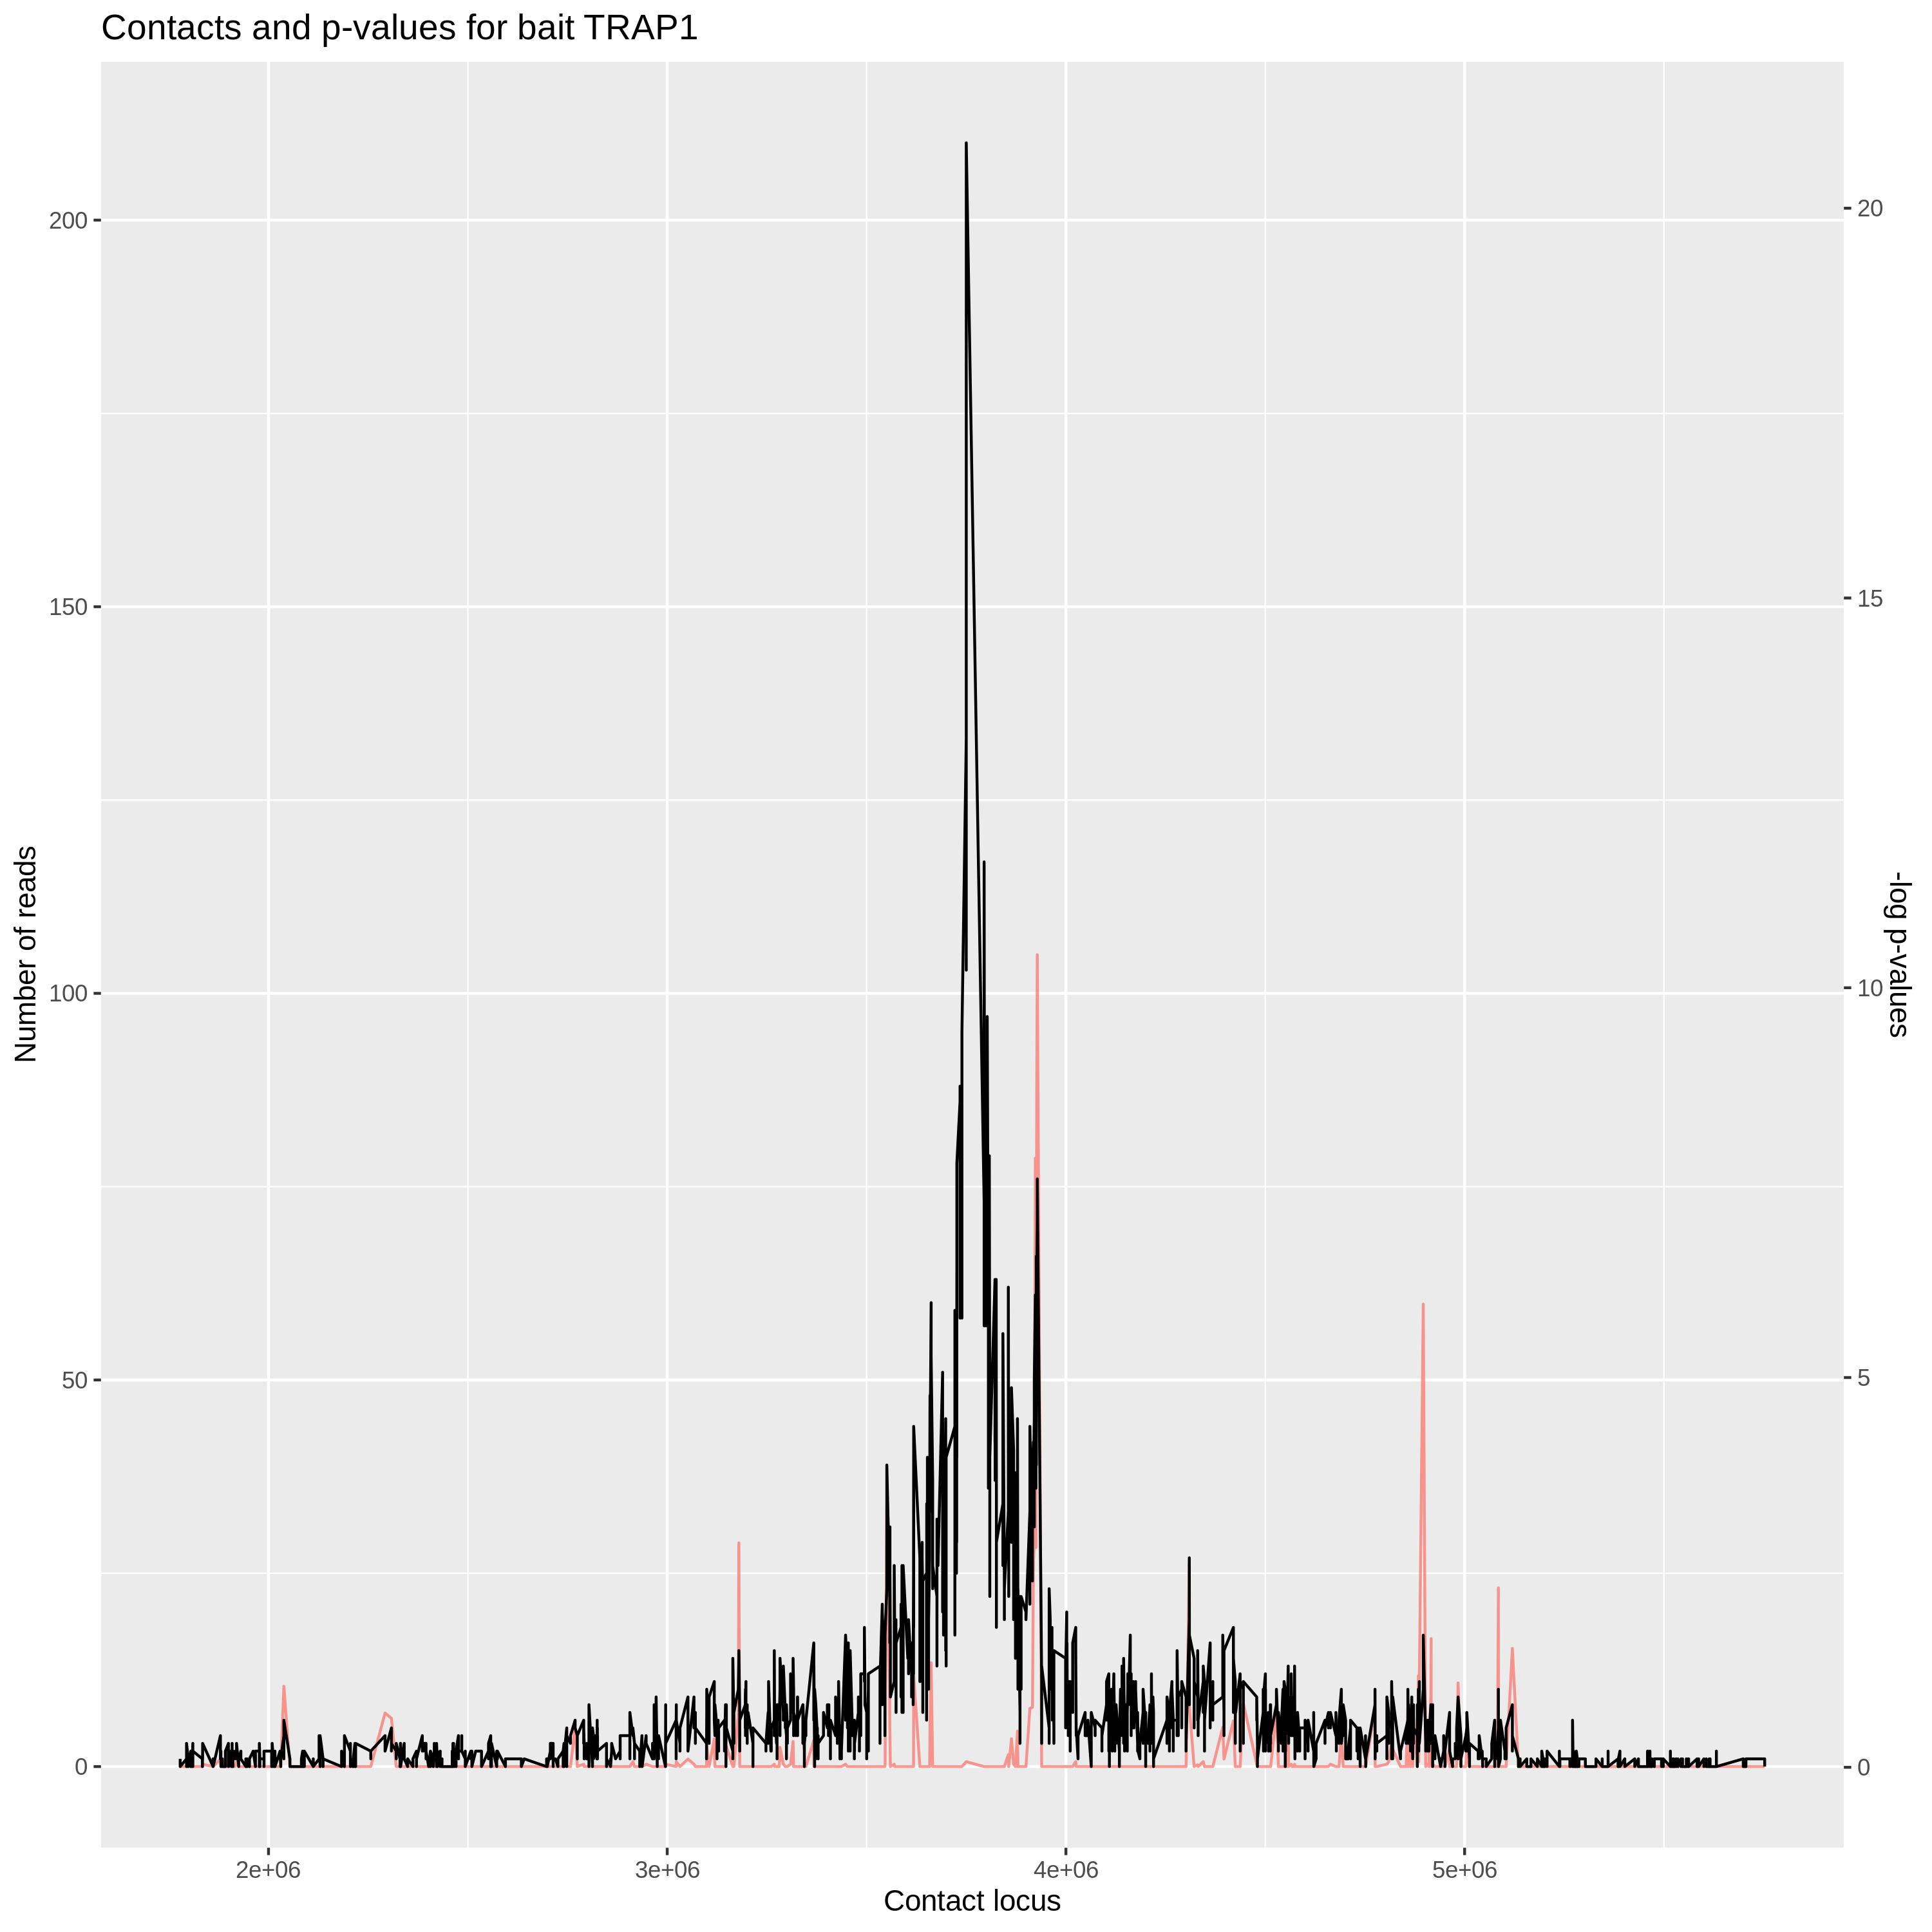 Contacts and p-values for bait TRAP1
200
150
100
50
0
Number of reads
20
15
10
5
0
-log p-values
2e+06
3e+06
4e+06
5e+06
Contact locus